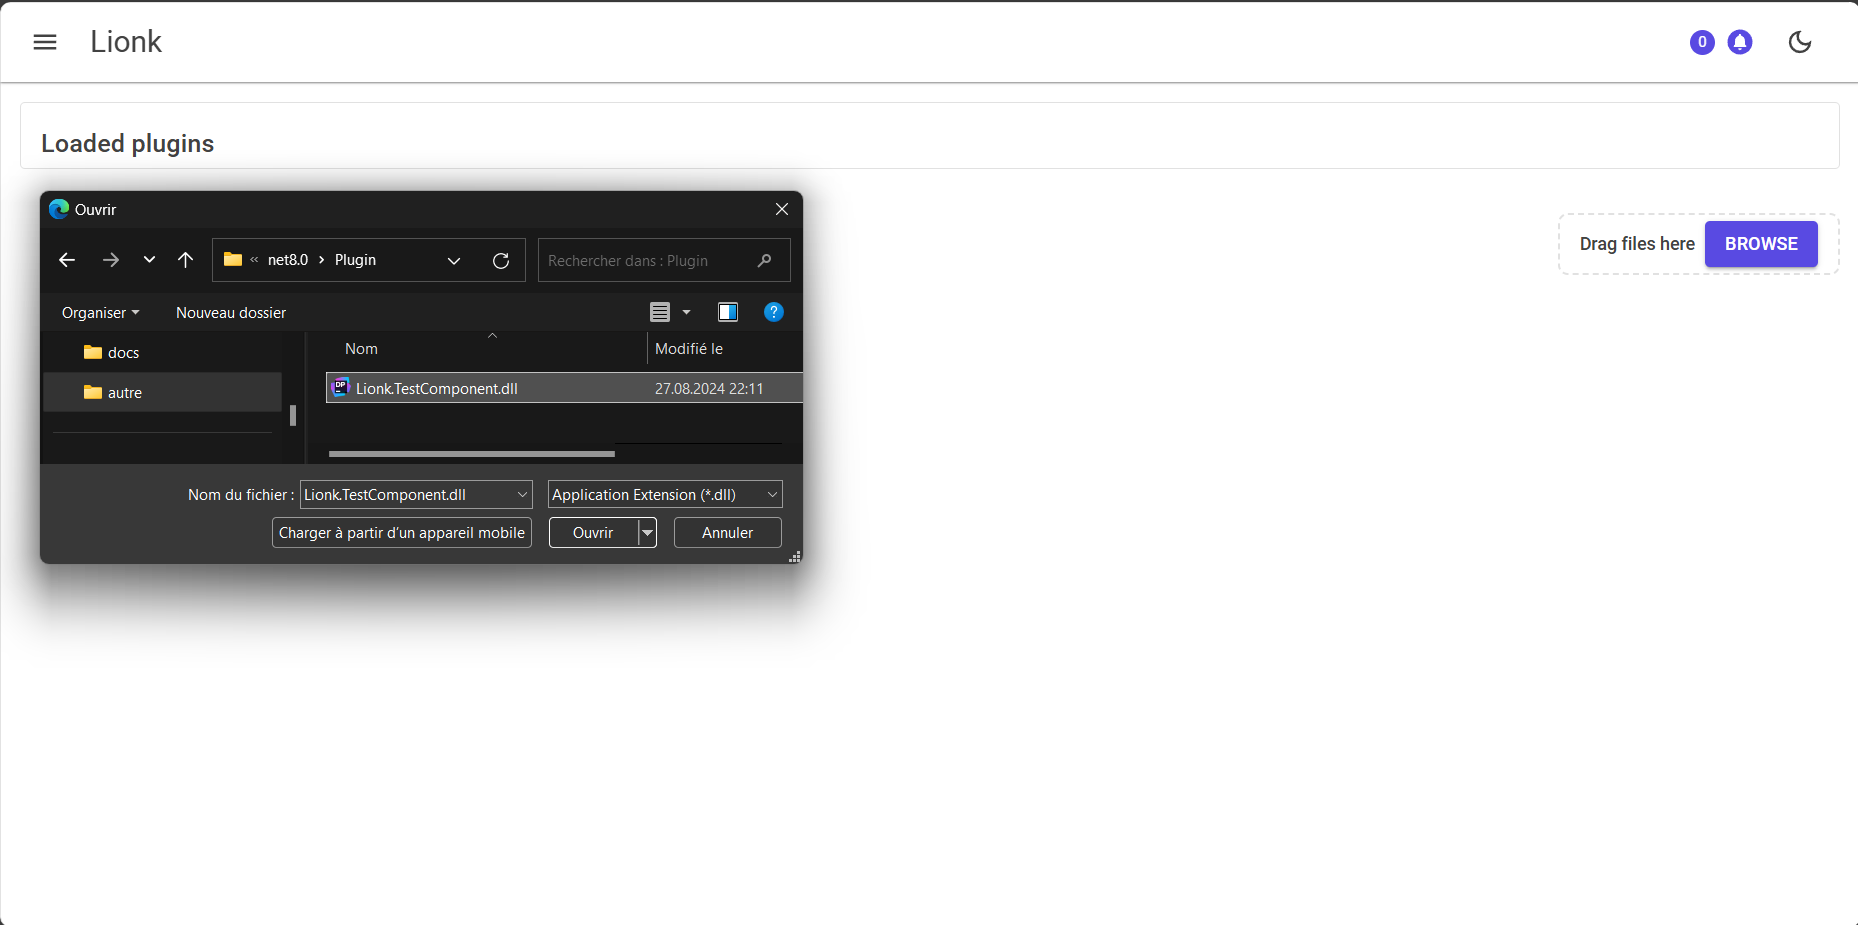 Lionk
0
Loaded plugins
Ouvrir
« net8.0 › Plugin
Rechercher dans : Plugin
Drag files here
BROWSE
Organiser
Nouveau dossier
?
docs
autre
Nom
Modifié le
DP
Lionk.TestComponent.dll
27.08.2024 22:11
Nom du fichier :
Lionk.TestComponent.dll
Application Extension (*.dll)
Charger à partir d’un appareil mobile
Ouvrir
Annuler